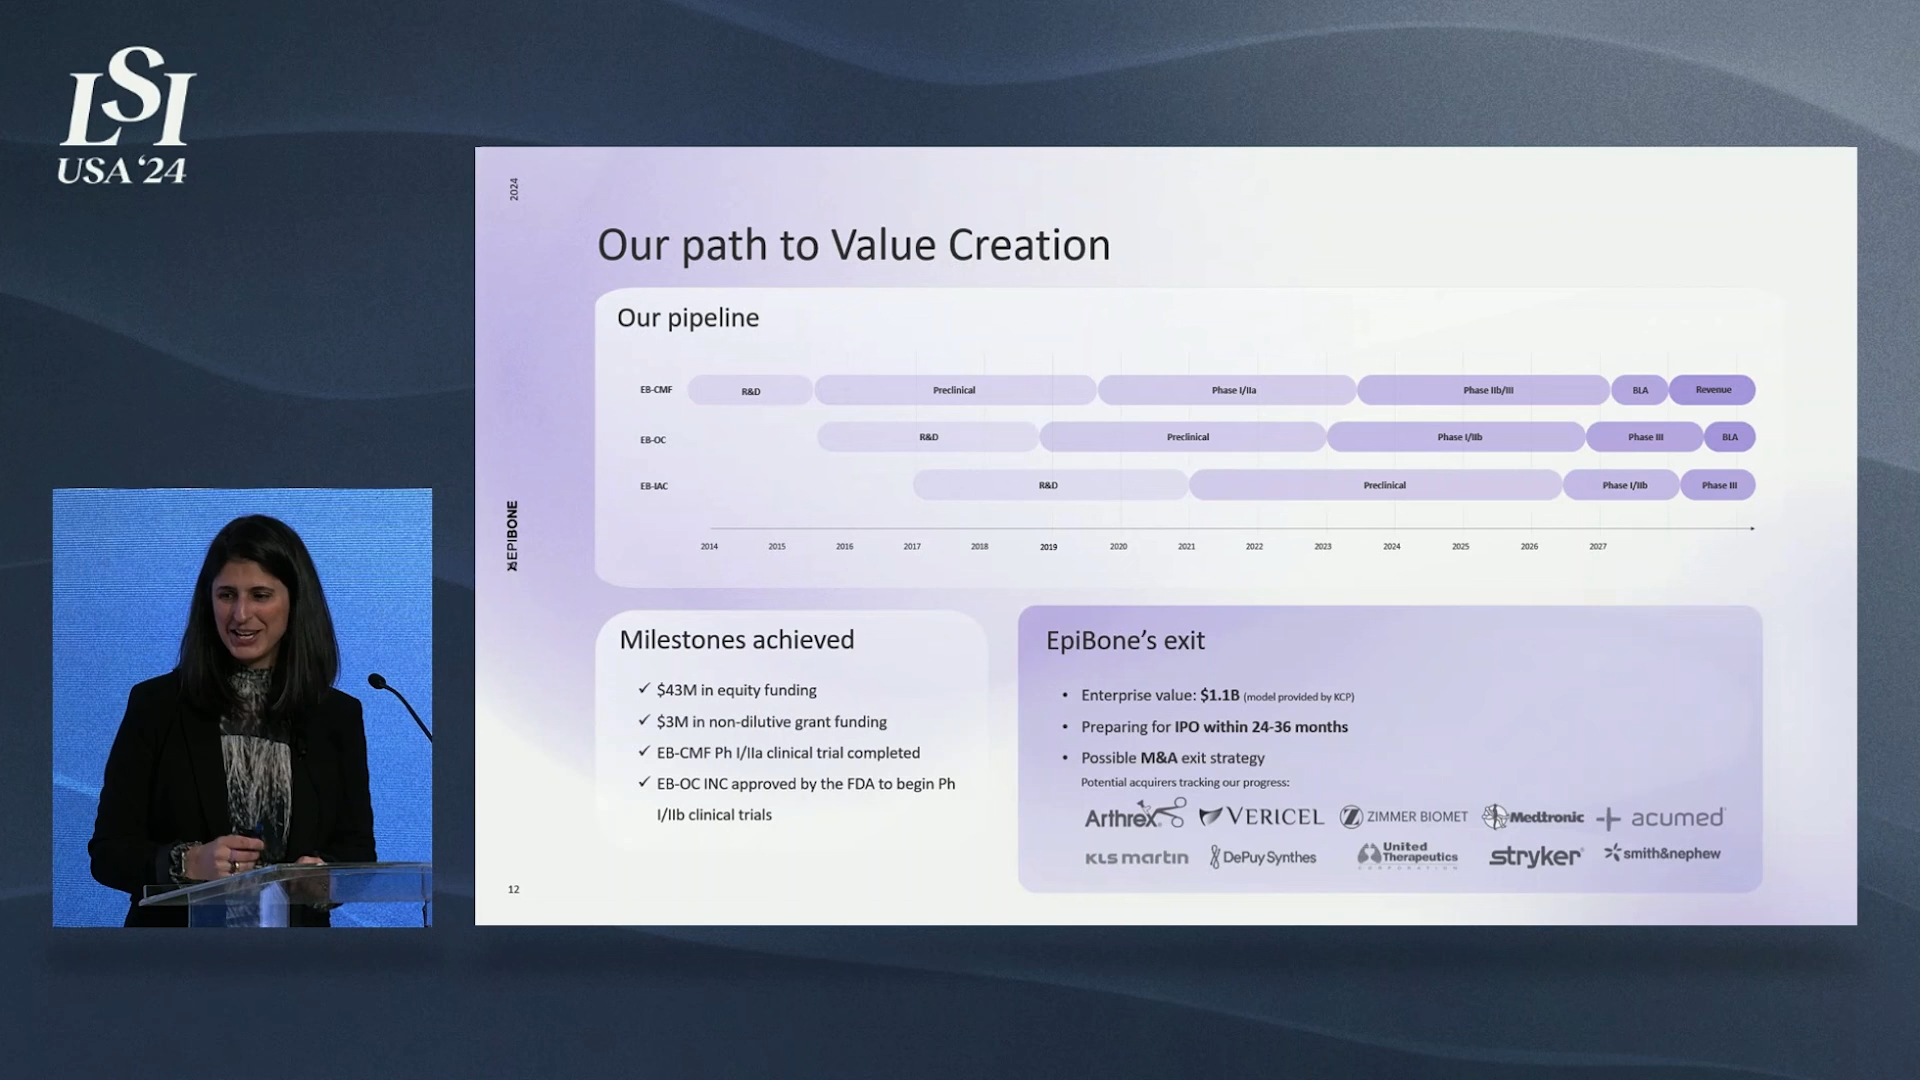 LSI
USA '24
2024
Our path to Value Creation
Our pipeline
EB-CMF R&D Preclinical Phase I/IIa Phase IIb/III BLA Revenue
EB-OC R&D Preclinical Phase I/IIb Phase III BLA
EB-IAC R&D Preclinical Phase I/IIb Phase III
2014 2015 2016 2017 2018 2019 2020 2021 2022 2023 2024 2025 2026 2027
EPIBONE
Milestones achieved
✓ $43M in equity funding
✓ $3M in non-dilutive grant funding
✓ EB-CMF Ph I/IIa clinical trial completed
✓ EB-OC INC approved by the FDA to begin Ph
I/IIb clinical trials
EpiBone’s exit
• Enterprise value: $1.1B (model provided by KCP)
• Preparing for IPO within 24-36 months
• Possible M&A exit strategy
Potential acquirers tracking our progress:
Arthrex VERICEL ZIMMER BIOMET Medtronic acumed
KLS martin DePuySynthes United Therapeutics CORPORATION stryker smith&nephew
12